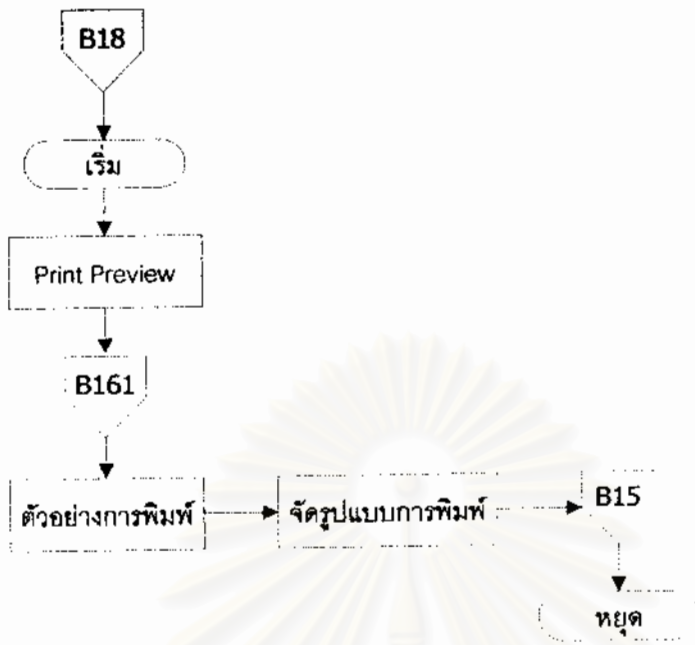 B18
เริ่ม
Print Preview
B161
ตัวอย่างการพิมพ์
จัดรูปแบบการพิมพ์
B15
หยุด